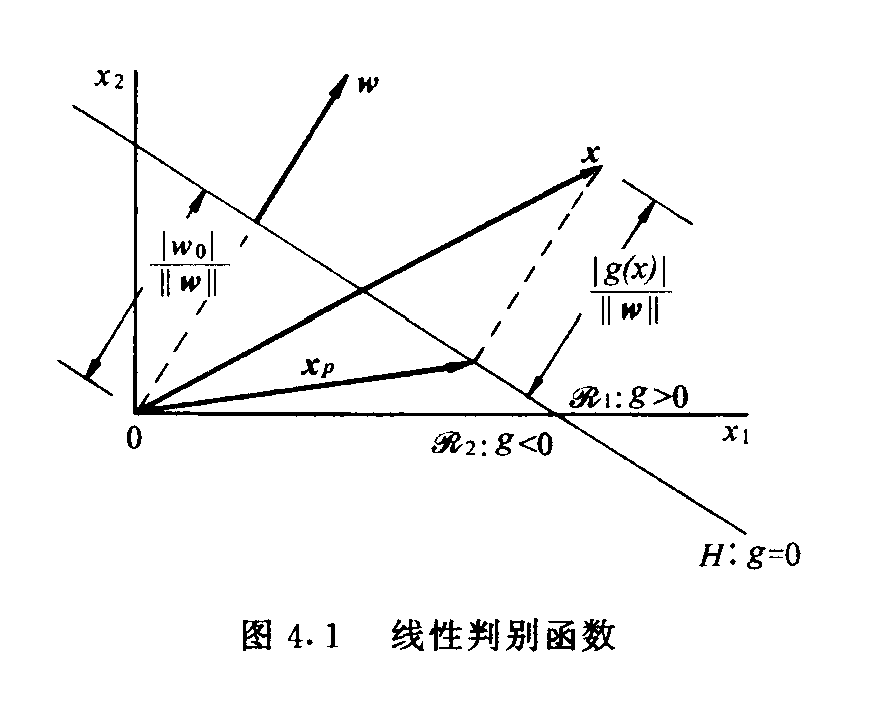 x2
w
x
|w0|
‖w‖
|g(x)|
‖w‖
xp
ℛ1: g>0
0
ℛ2: g<0
x1
H: g=0
图 4.1 线性判别函数